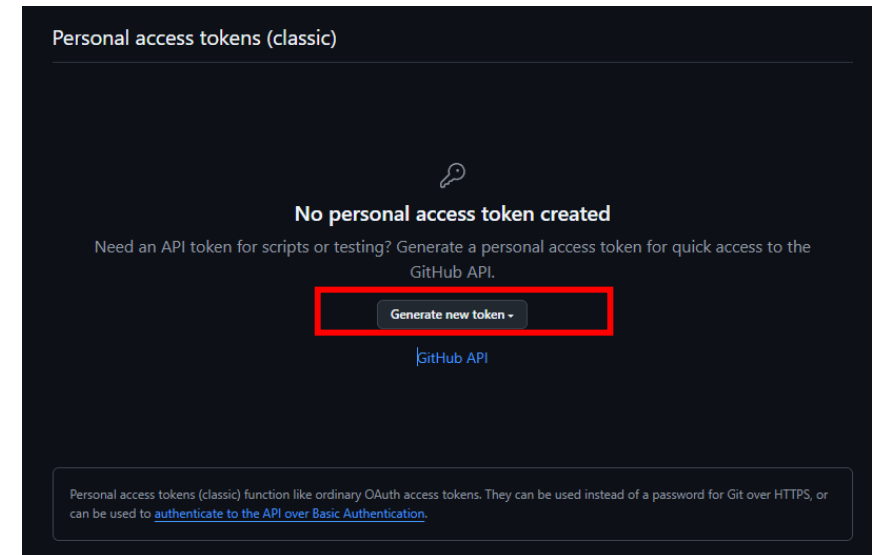 Personal access tokens (classic)
No personal access token created
Need an API token for scripts or testing? Generate a personal access token for quick access to the
GitHub API.
Generate new token
GitHub API
Personal access tokens (classic) function like ordinary OAuth access tokens. They can be used instead of a password for Git over HTTPS, or
can be used to authenticate to the API over Basic Authentication.